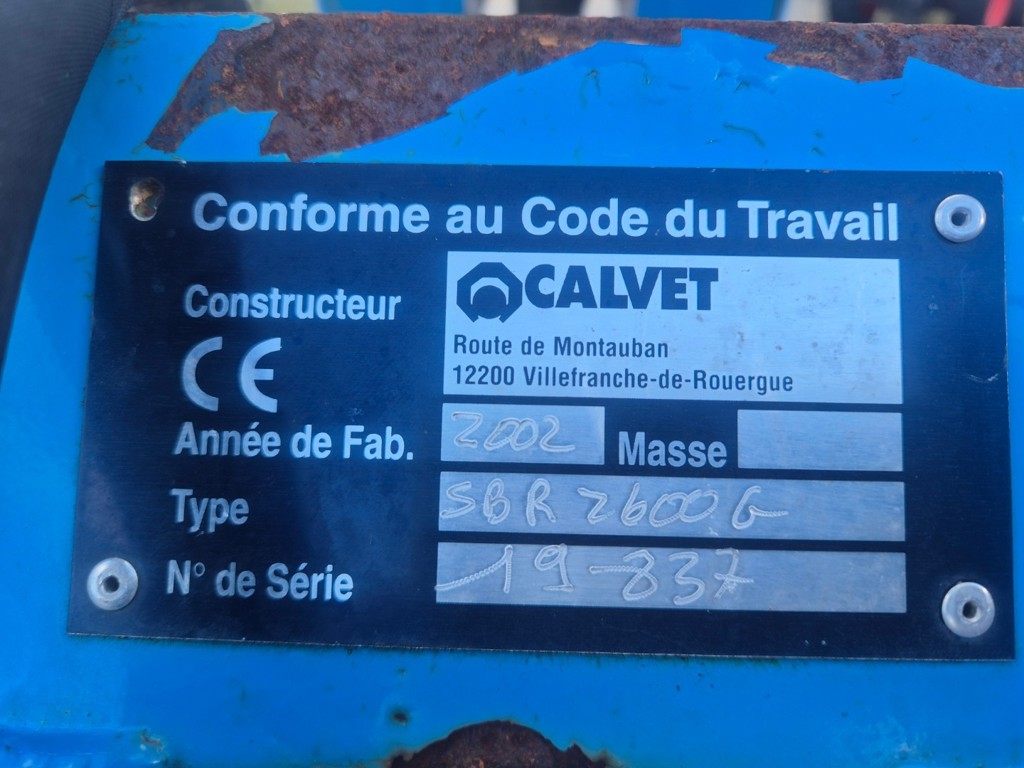 Conforme au Code du Travail
Constructeur
CALVET
Route de Montauban
12200 Villefranche-de-Rouergue
CE
Année de Fab. 2002 Masse
Type SBR 2600 G
N° de Série 19-837